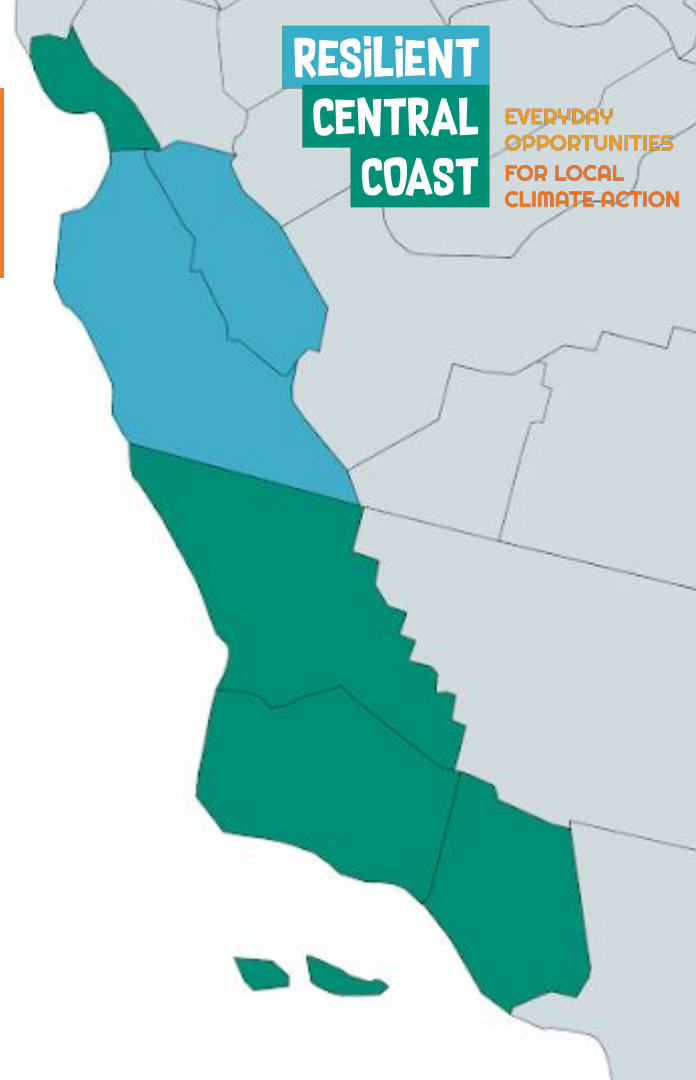 RESiLiENT
CENTRAL
COAST
EVERYDAY
OPPORTUNITIES
FOR LOCAL
CLIMATE ACTION